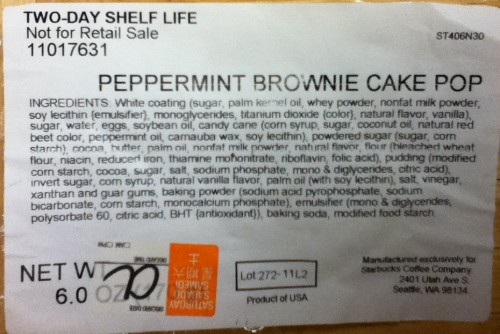 TWO-DAY SHELF LIFE
Not for Retail Sale
11017631
ST406N30
PEPPERMINT BROWNIE CAKE POP
INGREDIENTS: White coating (sugar, palm kernel oil, whey powder, nonfat milk powder,
soy lecithin {emulsifier}, monoglycerides, titanium dioxide {color}, natural flavor, vanilla),
sugar, water, eggs, soybean oil, candy cane (corn syrup, sugar, coconut oil, natural red
beet color, peppermint oil, carnauba wax, soy lecithin), powdered sugar (sugar, corn
starch), cocoa, butter, palm oil, nonfat milk powder, natural flavor, flour (bleached wheat
flour, niacin, reduced iron, thiamine mononitrate, riboflavin, folic acid), pudding (modified
corn starch, cocoa, sugar, salt, sodium phosphate, mono & diglycerides, citric acid),
invert sugar, corn syrup, natural vanilla flavor, palm oil (with soy lecithin), salt, vinegar,
xanthan and guar gums, baking powder (sodium acid pyrophosphate, sodium
bicarbonate, corn starch, monocalcium phosphate), emulsifier (mono & diglycerides,
polysorbate 60, citric acid, BHT {antioxidant}), baking soda, modified food starch
NET WT
6.0 OZ
20
SATURDAY
SABADO
SAMEDI
星期六
土
Lot 272-11L2
Product of USA
Manufactured exclusively for
Starbucks Coffee Company
2401 Utah Ave S.
Seattle, WA 98134